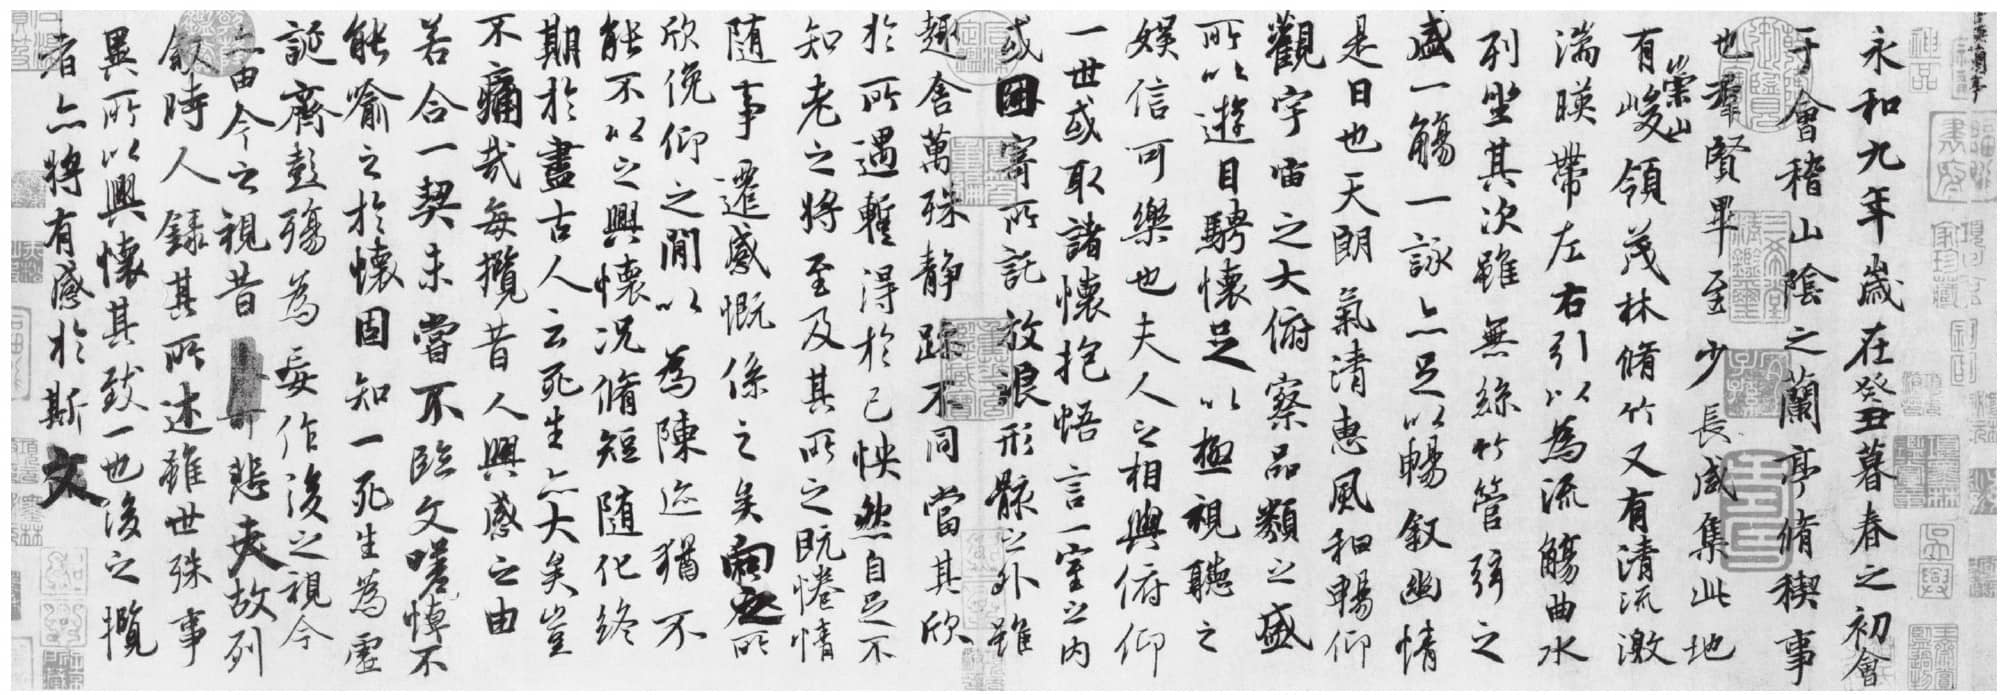 永和九年歲在癸丑暮春之初會
于會稽山陰之蘭亭脩稧事
也群賢畢至少長咸集此地
有崇山峻領茂林脩竹又有清流激
湍暎帶左右引以為流觴曲水
列坐其次雖無絲竹管弦之
盛一觴一詠亦足以暢叙幽情
是日也天朗氣清惠風和暢仰
觀宇宙之大俯察品類之盛
所以遊目騁懷足以極視聽之
娛信可樂也夫人之相與俯仰
一世或取諸懷抱悟言一室之內
或因寄所託放浪形骸之外雖
趣舍萬殊静躁不同當其欣
於所遇暫得於己怏然自足不
知老之將至及其所之既惓情
隨事遷感慨係之矣向之所
欣俛仰之閒以為陳迹猶不
能不以之興懷況脩短隨化終
期於盡古人云死生亦大矣豈
不痛哉每攬昔人興感之由
若合一契未嘗不臨文嗟悼不
能喻之於懷固知一死生為虛
誕齊彭殤為妄作後之視今
亦由今之視昔悲夫故列
叙時人錄其所述雖世殊事
異所以興懷其致一也後之攬
者亦將有感於斯文